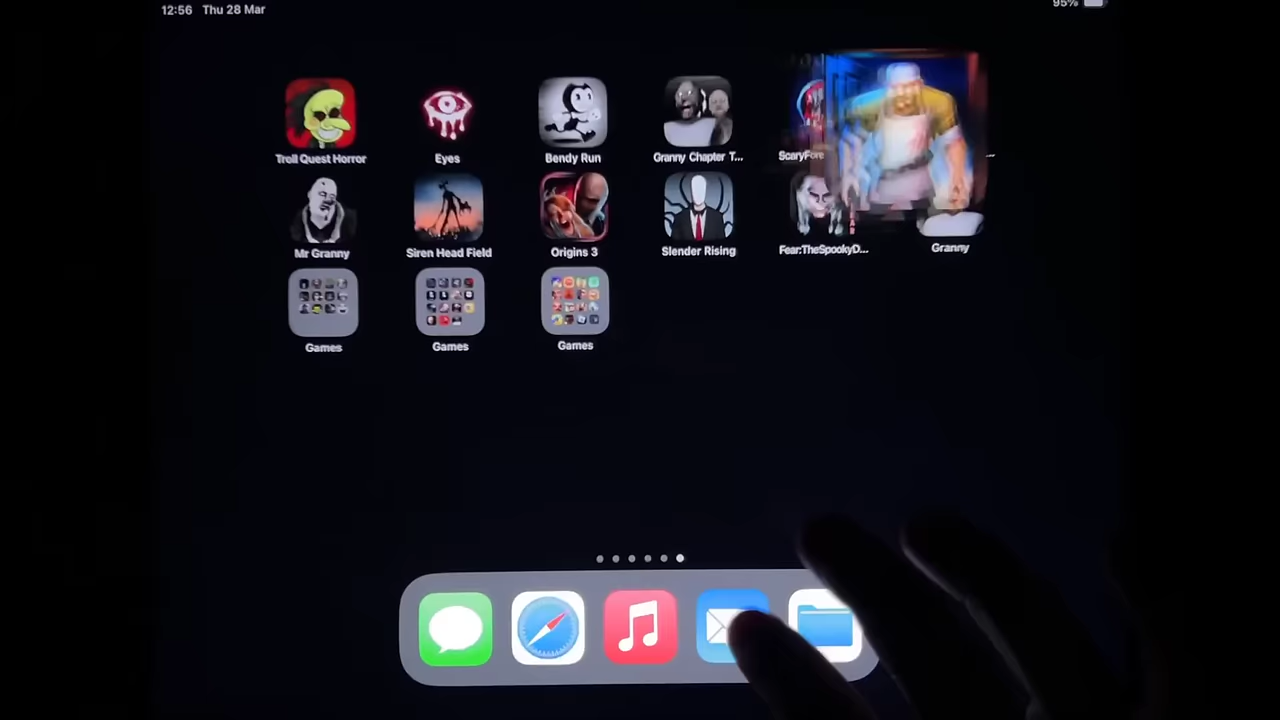 12:56 Thu 28 Mar
95%
Troll Quest Horror
Eyes
Bendy Run
Granny Chapter T...
ScaryFore
Mr Granny
Siren Head Field
Origins 3
Slender Rising
Fear:TheSpookyD...
Granny
Games
Games
Games